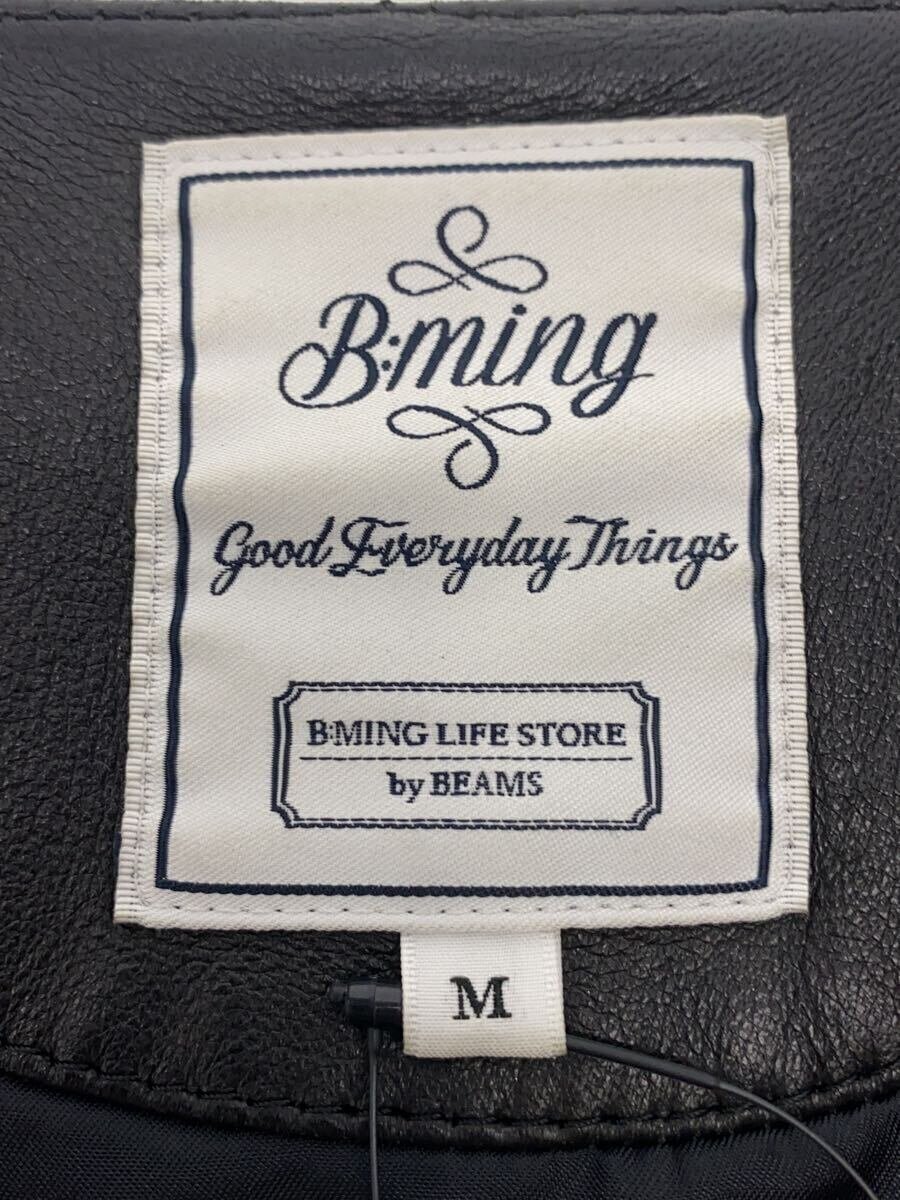 B:ming
Good Everyday Things
B:MING LIFE STORE
by BEAMS
M